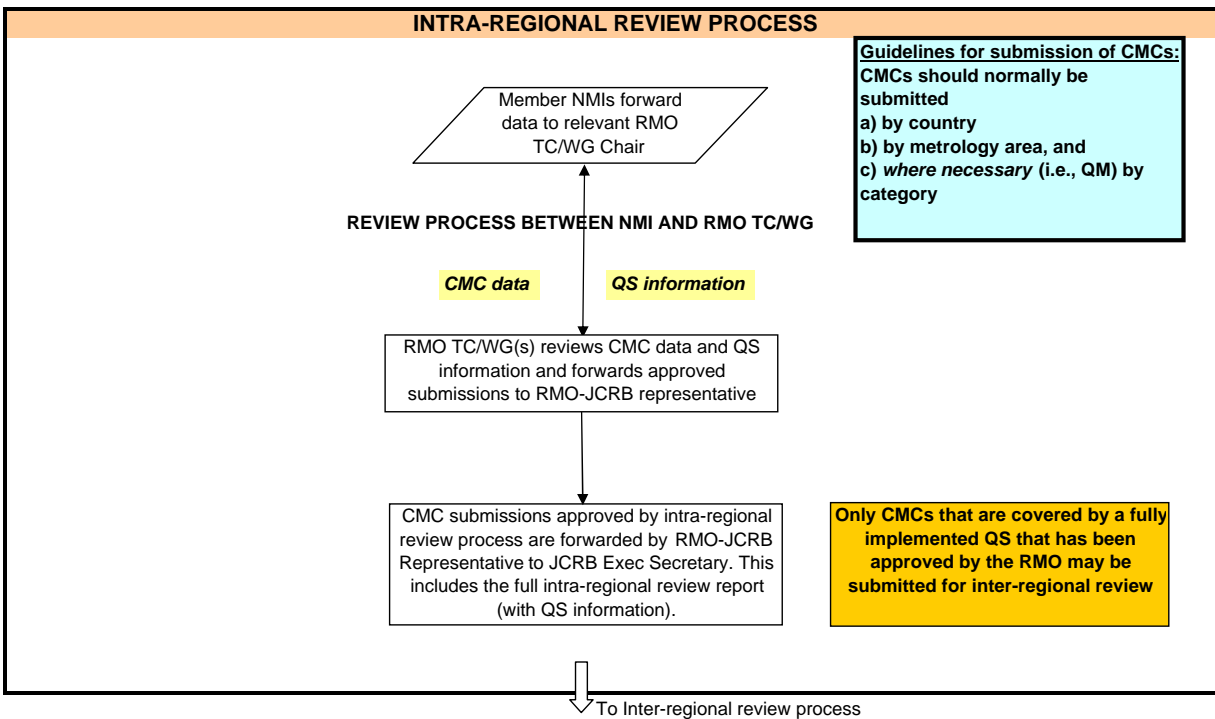 INTRA-REGIONAL REVIEW PROCESS
Guidelines for submission of CMCs:
CMCs should normally be
submitted
a) by country
b) by metrology area, and
c) where necessary (i.e., QM) by
category
Member NMIs forward
data to relevant RMO
TC/WG Chair
REVIEW PROCESS BETWEEN NMI AND RMO TC/WG
CMC data
QS information
RMO TC/WG(s) reviews CMC data and QS
information and forwards approved
submissions to RMO-JCRB representative
CMC submissions approved by intra-regional
review process are forwarded by RMO-JCRB
Representative to JCRB Exec Secretary. This
includes the full intra-regional review report
(with QS information).
Only CMCs that are covered by a fully
implemented QS that has been
approved by the RMO may be
submitted for inter-regional review
To Inter-regional review process